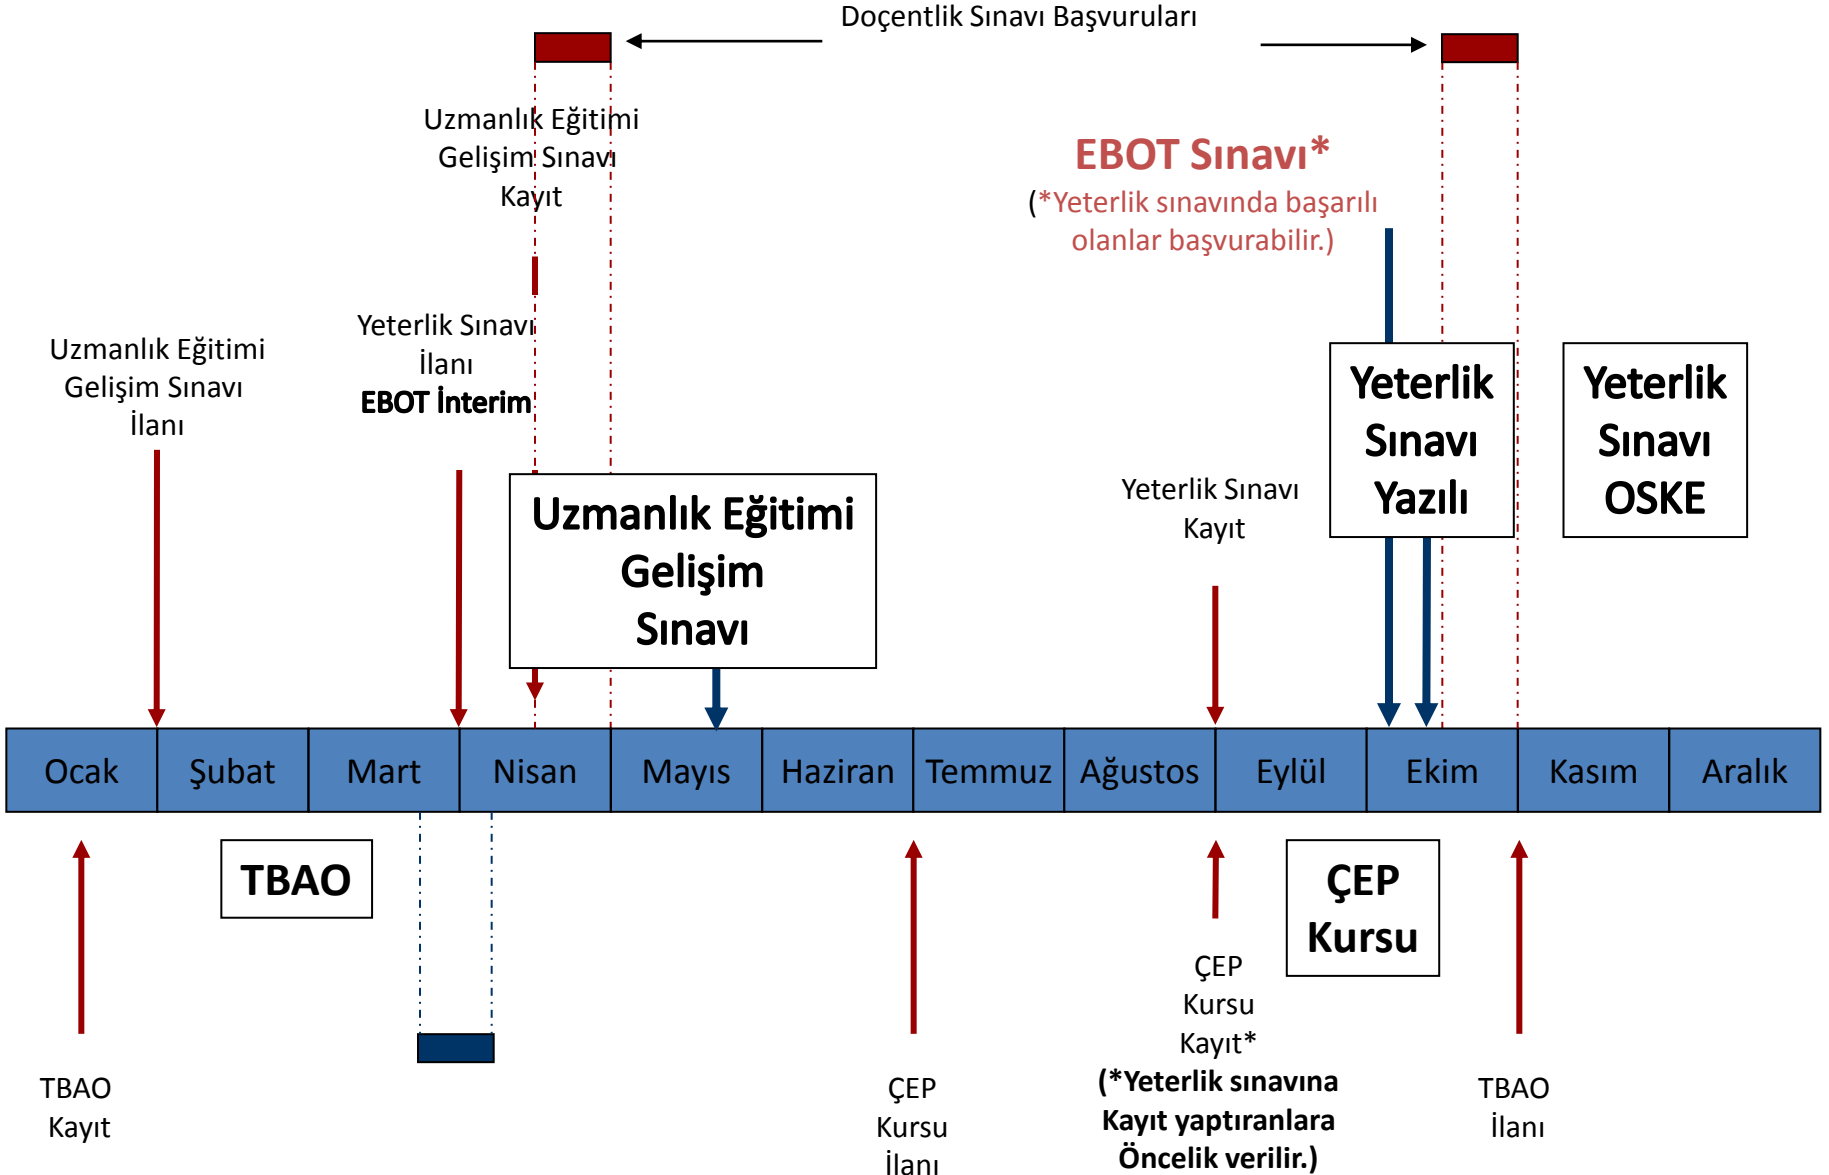 Doçentlik Sınavı Başvuruları
Uzmanlık Eğitimi
Gelişim Sınavı
Kayıt
EBOT Sınavı*
(*Yeterlik sınavında başarılı
olanlar başvurabilir.)
Uzmanlık Eğitimi
Gelişim Sınavı
İlanı
Yeterlik Sınavı
İlanı
EBOT İnterim
Yeterlik
Sınavı
Yazılı
Yeterlik
Sınavı
OSKE
Uzmanlık Eğitimi
Gelişim
Sınavı
Yeterlik Sınavı
Kayıt
Ocak
Şubat
Mart
Nisan
Mayıs
Haziran
Temmuz
Ağustos
Eylül
Ekim
Kasım
Aralık
TBAO
ÇEP
Kursu
TBAO
Kayıt
ÇEP
Kursu
İlanı
ÇEP
Kursu
Kayıt*
(*Yeterlik sınavına
Kayıt yaptıranlara
Öncelik verilir.)
TBAO
İlanı